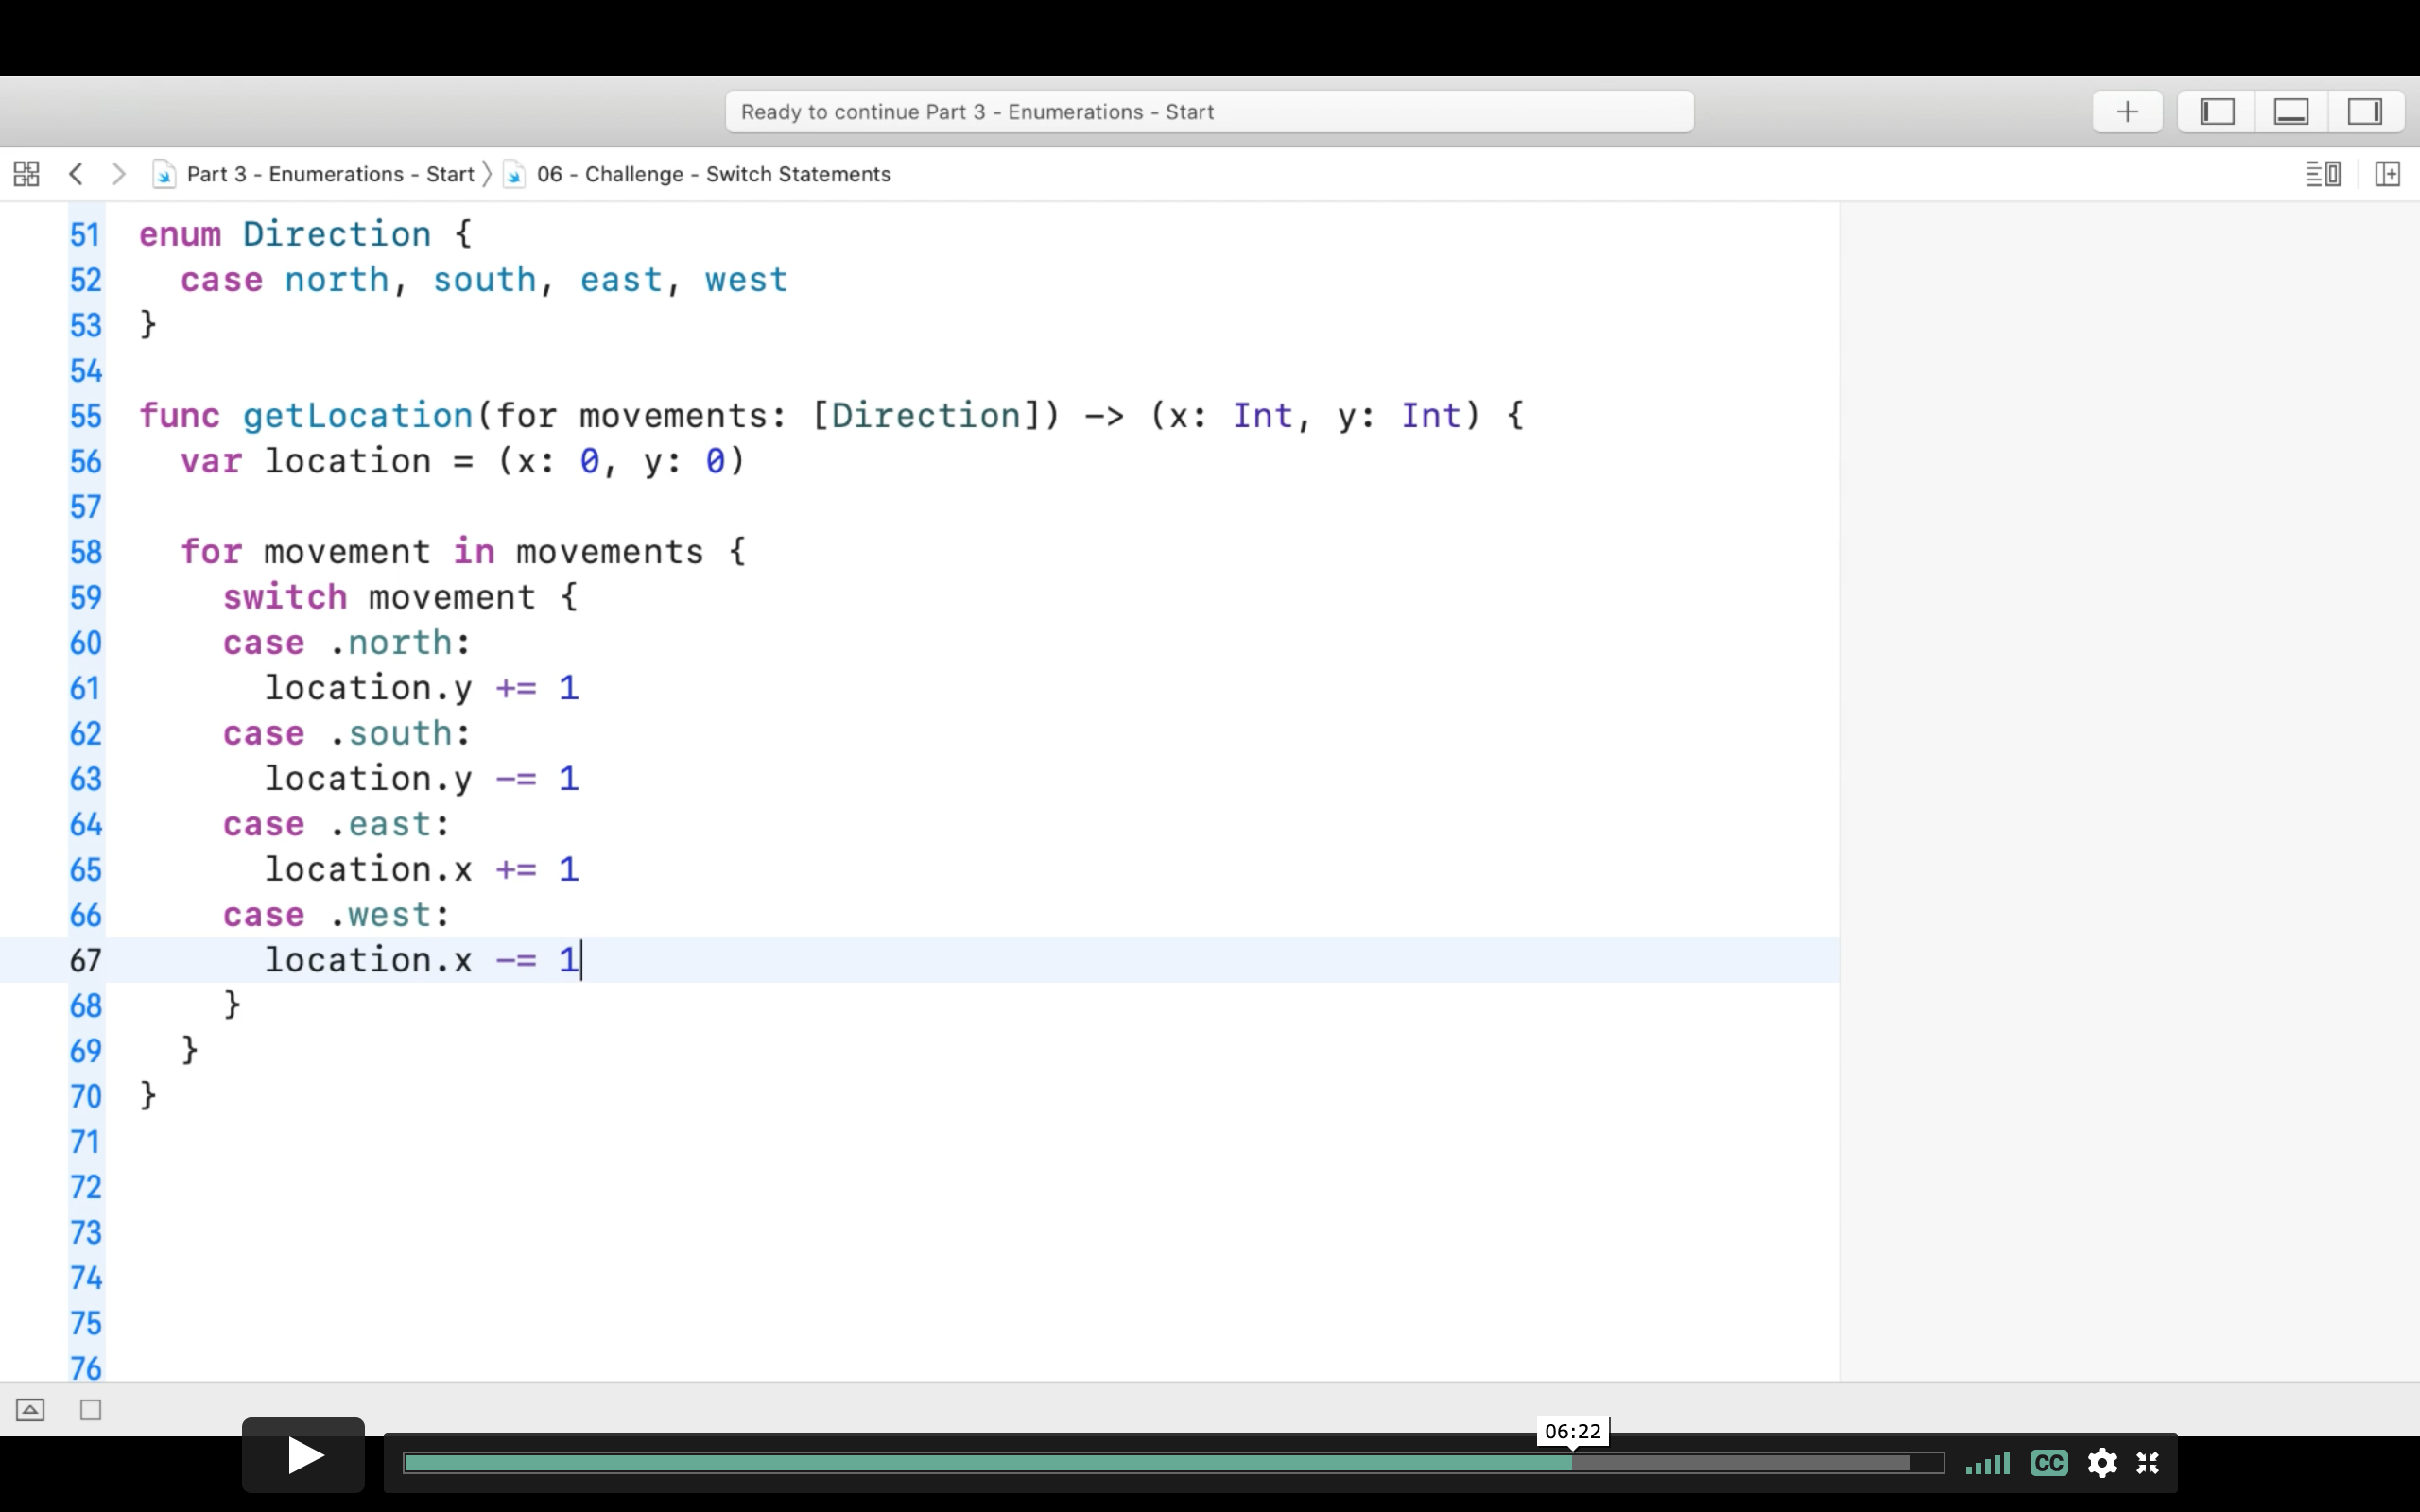 Ready to continue Part 3 - Enumerations - Start
Part 3 - Enumerations - Start 〉 06 - Challenge - Switch Statements
51 enum Direction {
52   case north, south, east, west
53 }
54
55 func getLocation(for movements: [Direction]) -> (x: Int, y: Int) {
56   var location = (x: 0, y: 0)
57
58   for movement in movements {
59     switch movement {
60     case .north:
61       location.y += 1
62     case .south:
63       location.y -= 1
64     case .east:
65       location.x += 1
66     case .west:
67       location.x -= 1
68     }
69   }
70 }
71
72
73
74
75
76
06:22
CC